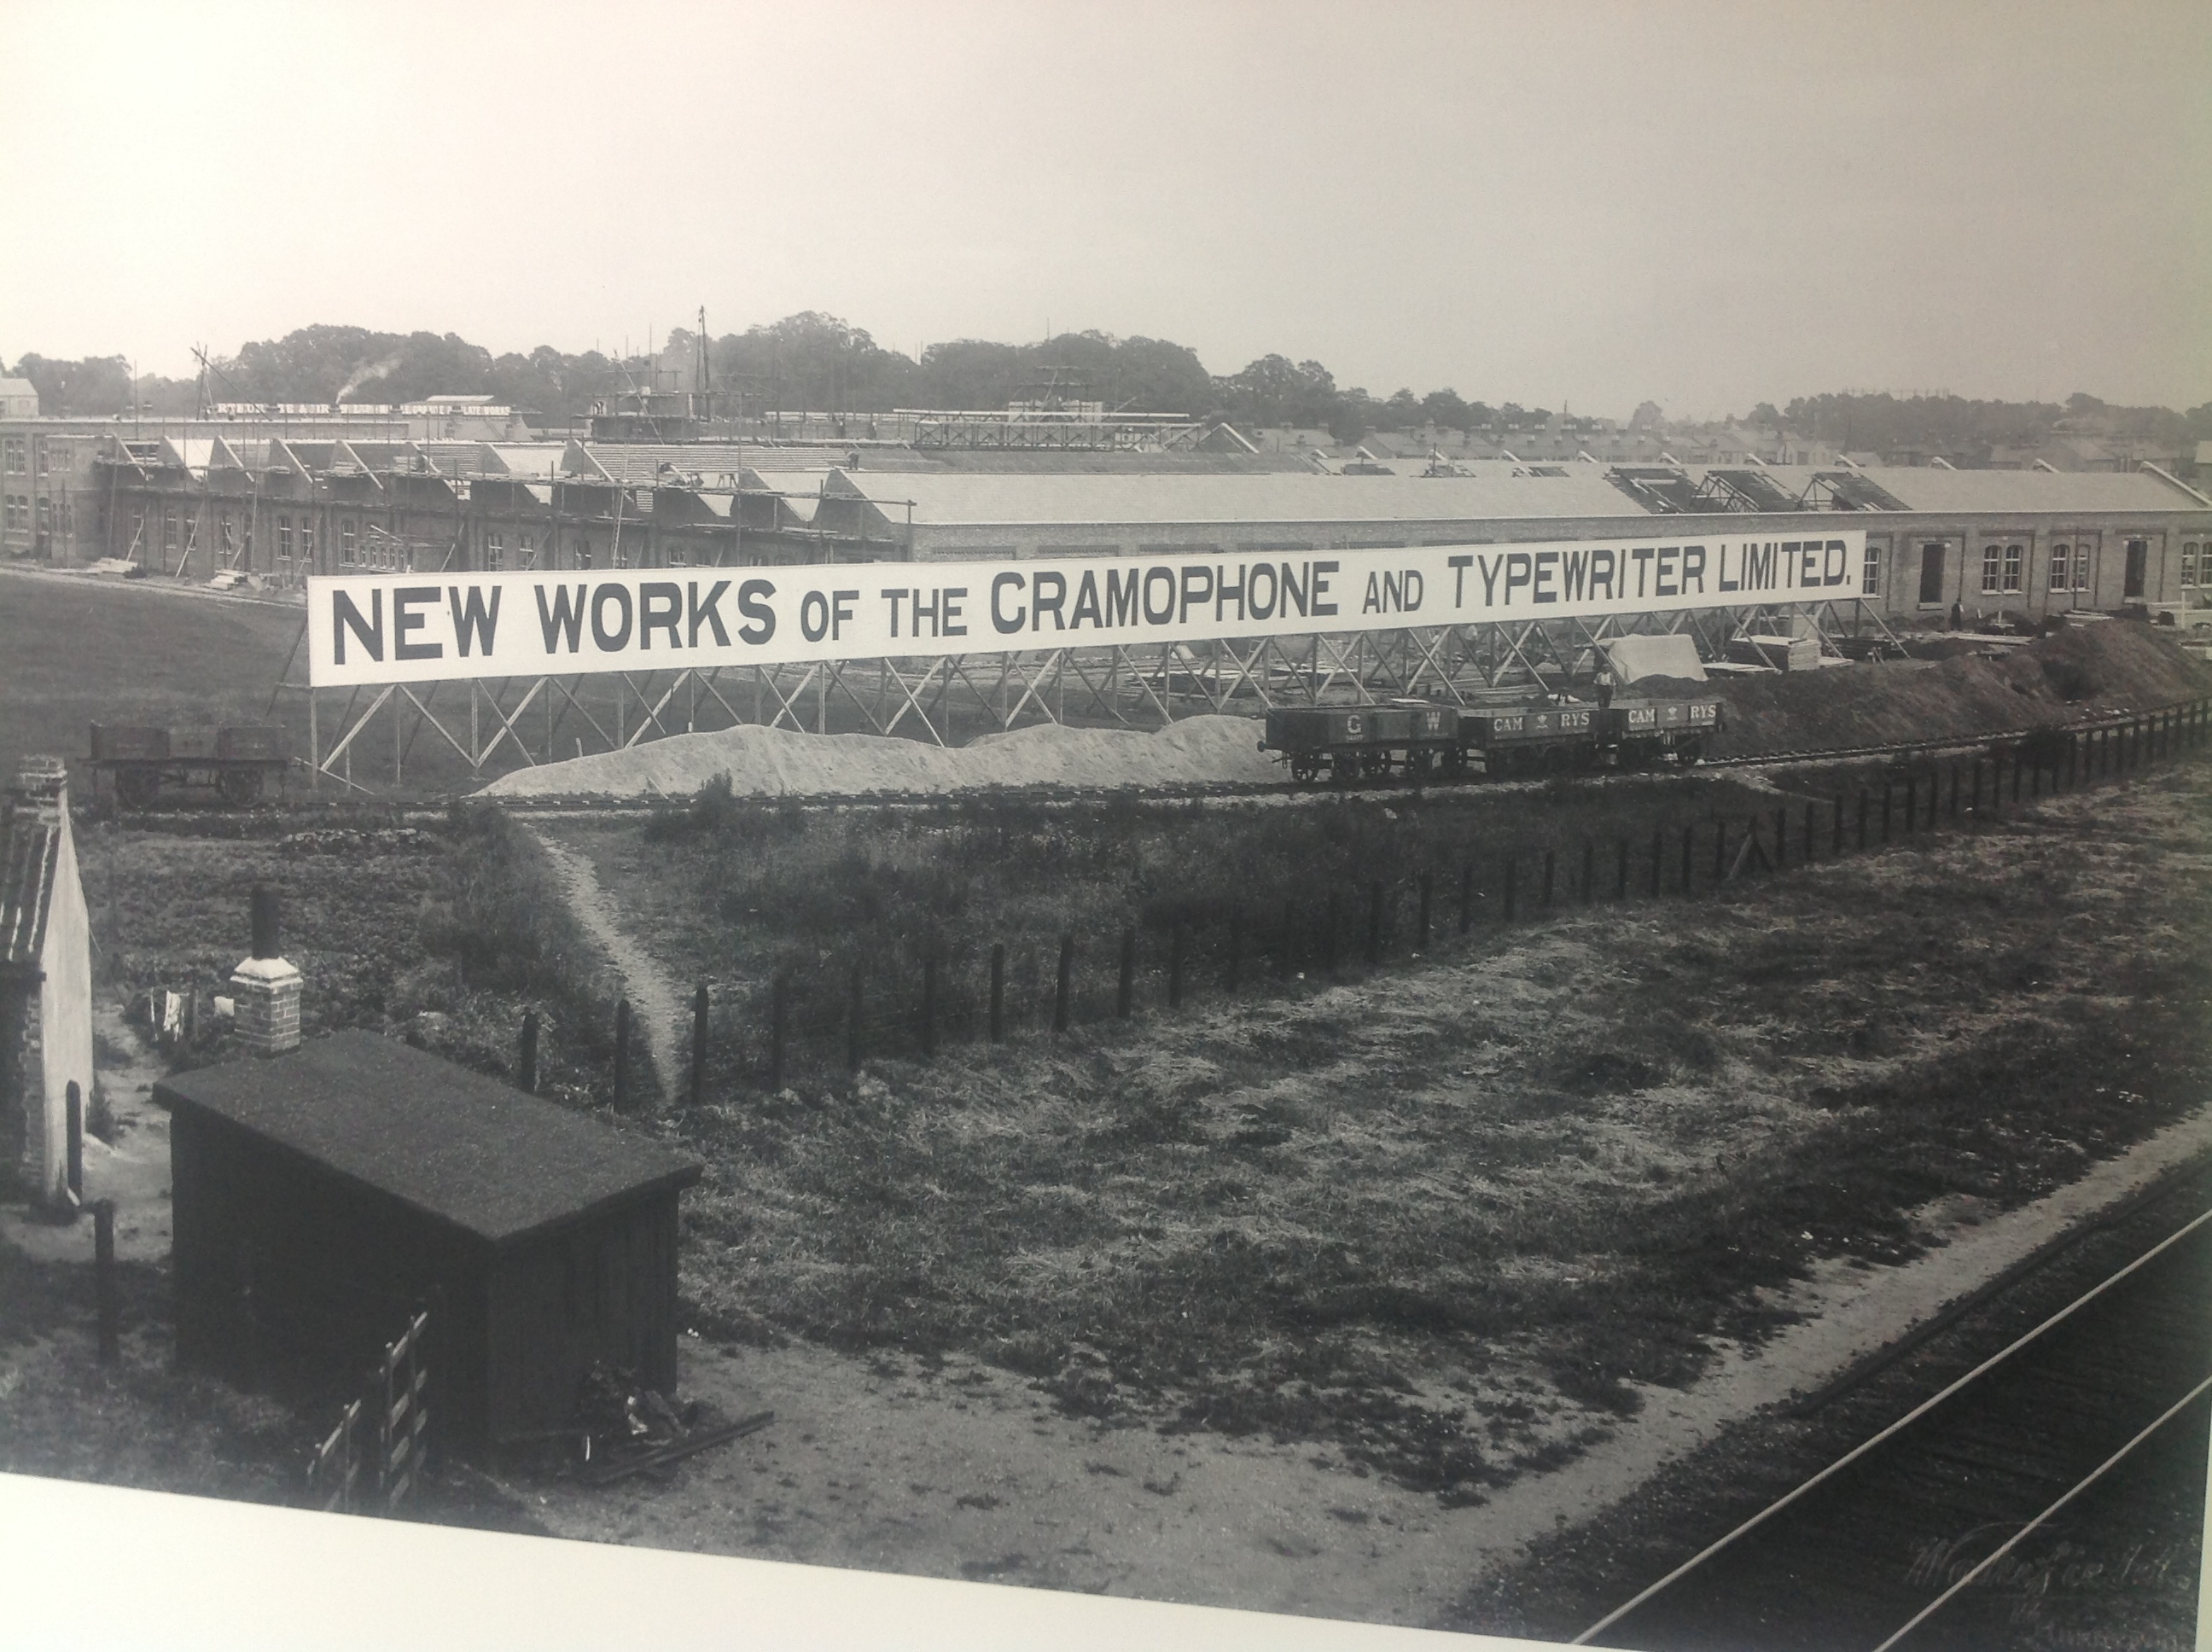 NEW WORKS OF THE GRAMOPHONE AND TYPEWRITER LIMITED.
G W
CAM RYS
CAM RYS